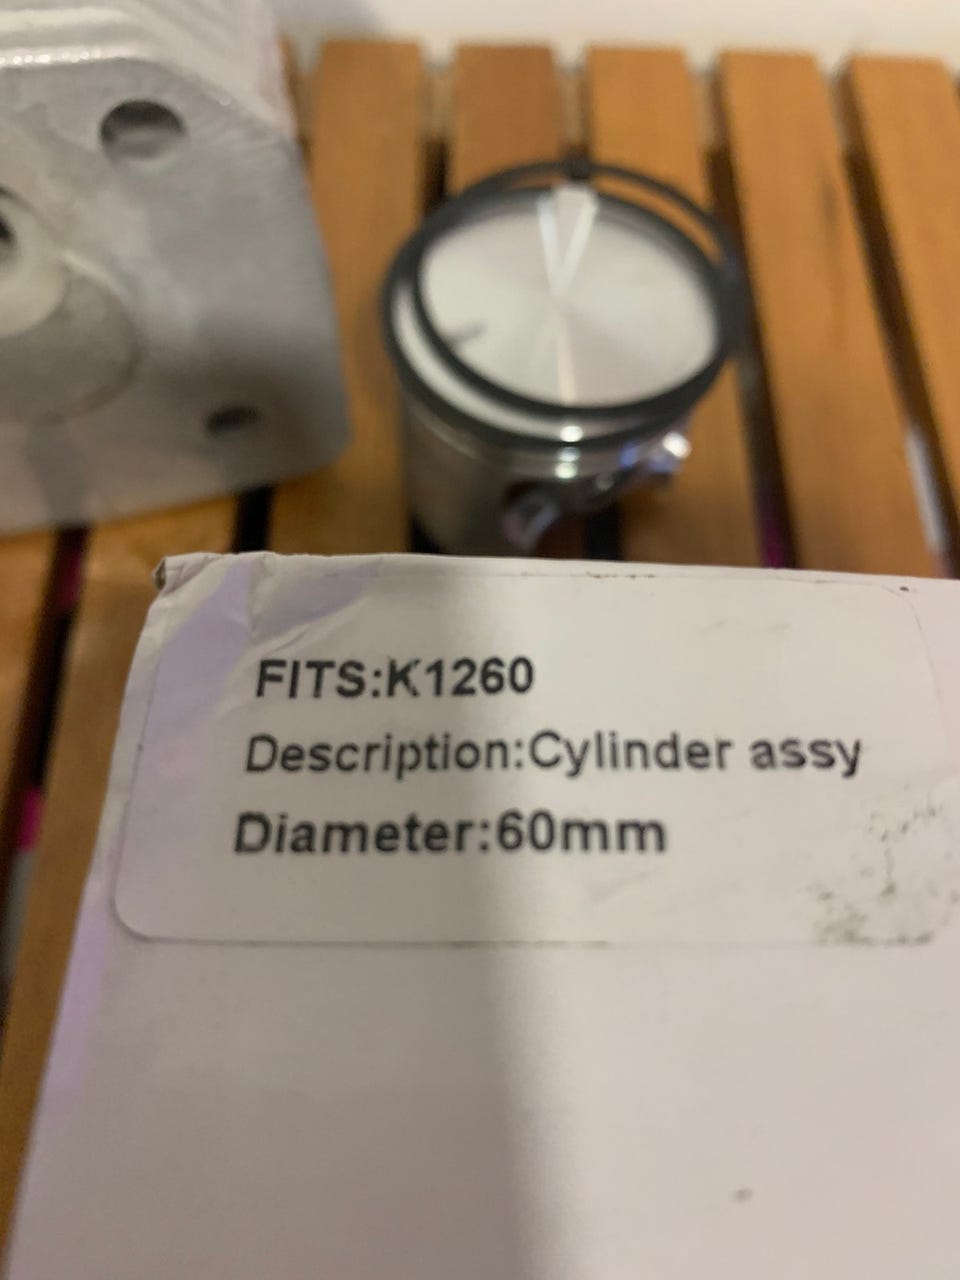 FITS:K1260
Description:Cylinder assy
Diameter:60mm